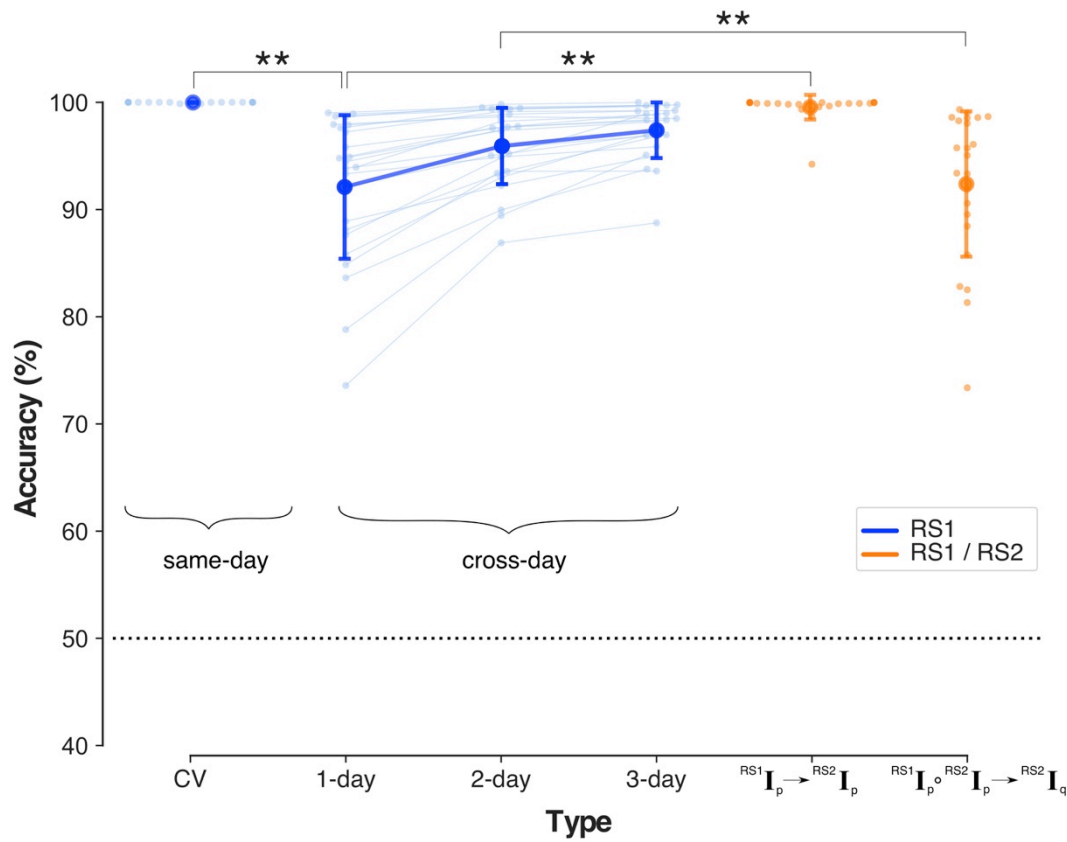 **
** **
100
90
80
70
60
50
40
Accuracy (%)
same-day cross-day
RS1
RS1 / RS2
CV 1-day 2-day 3-day RS1Ip→RS2Ip RS1Ip∘RS2Ip→RS2Iq
Type